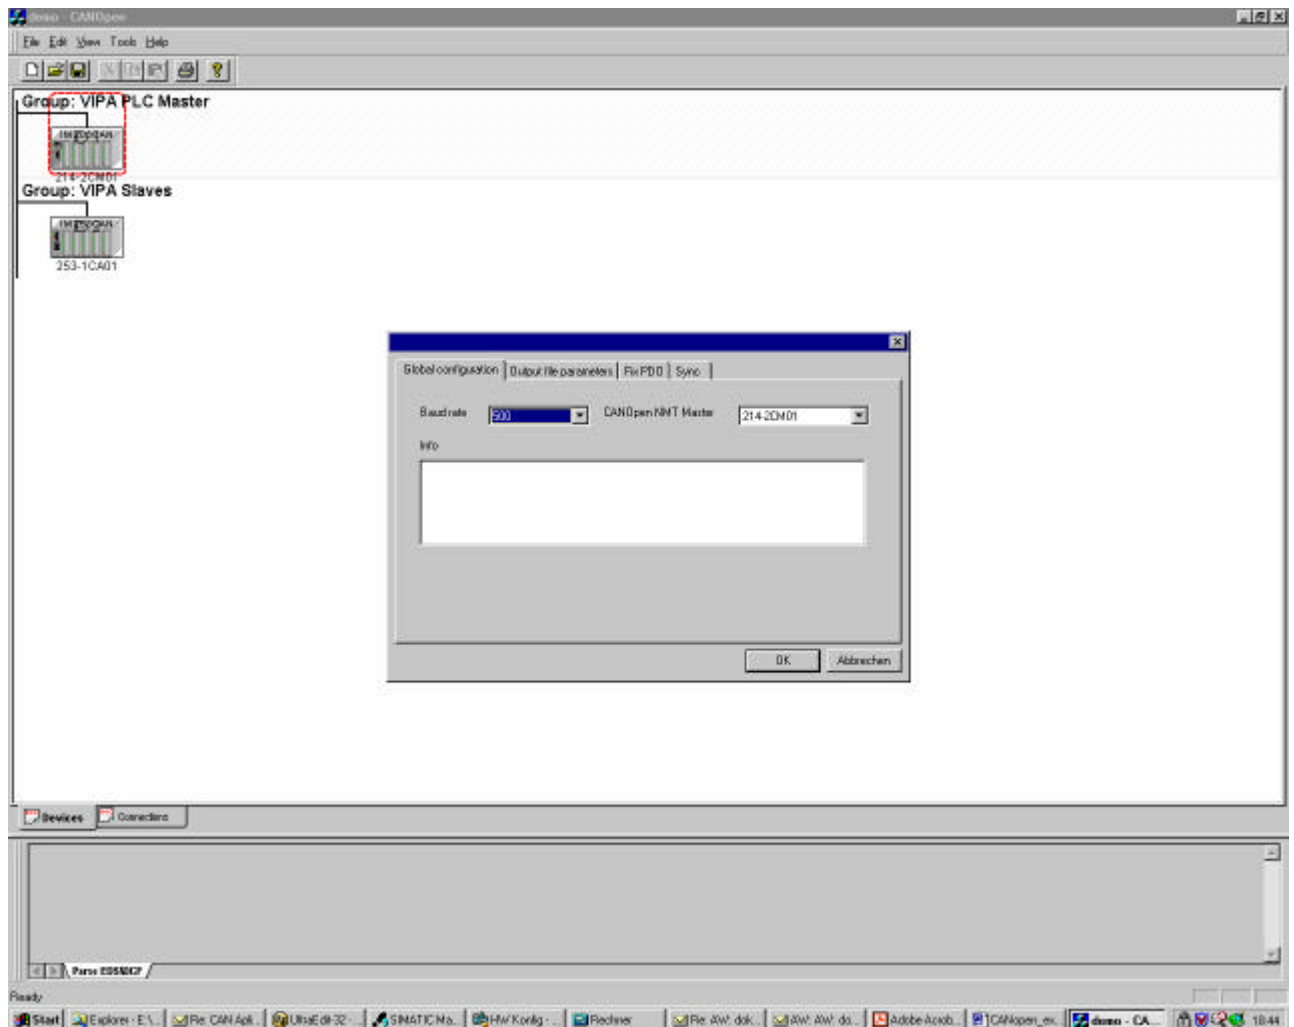 demo - CANOpen
File Edit View Tools Help
Group: VIPA PLC Master
214-2CM01
Group: VIPA Slaves
253-1CA01
Global configuration Output file parameters Fix PDO Sync
Baud rate 500 CANOpen NMT Master 214-2CM01
Info
OK Abbrechen
Devices Connections
Parse EDS\DCF
Ready
Start Explorer - E:\... Re: CAN Apli... UltraEdit-32 - ... SIMATIC Ma... HW Konfig - ... Rechner Re: AW: dok... AW: AW: do... Adobe Acrob... CANopen_ex... demo - CA... 18:44